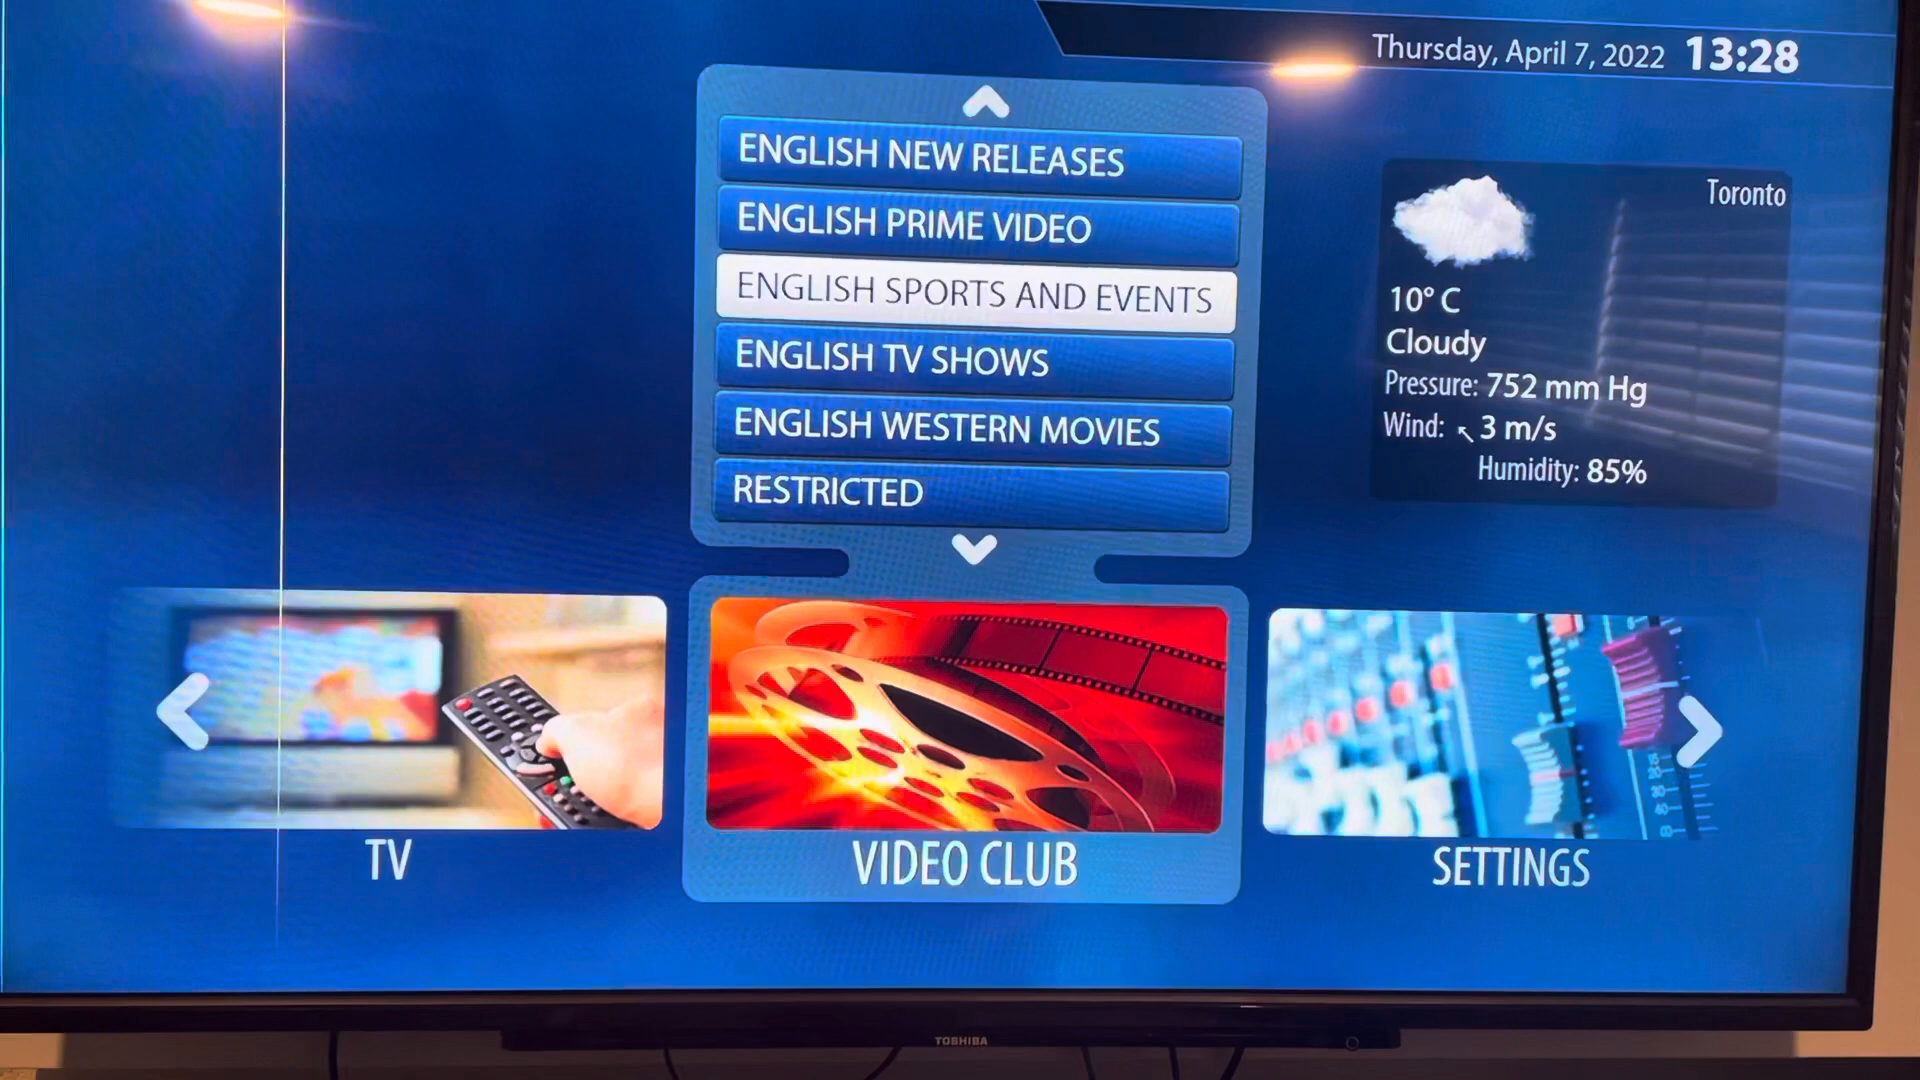 Thursday, April 7, 2022 13:28
ENGLISH NEW RELEASES
ENGLISH PRIME VIDEO
ENGLISH SPORTS AND EVENTS
ENGLISH TV SHOWS
ENGLISH WESTERN MOVIES
RESTRICTED
Toronto
10° C
Cloudy
Pressure: 752 mm Hg
Wind: ↖ 3 m/s
Humidity: 85%
TV
VIDEO CLUB
SETTINGS
TOSHIBA